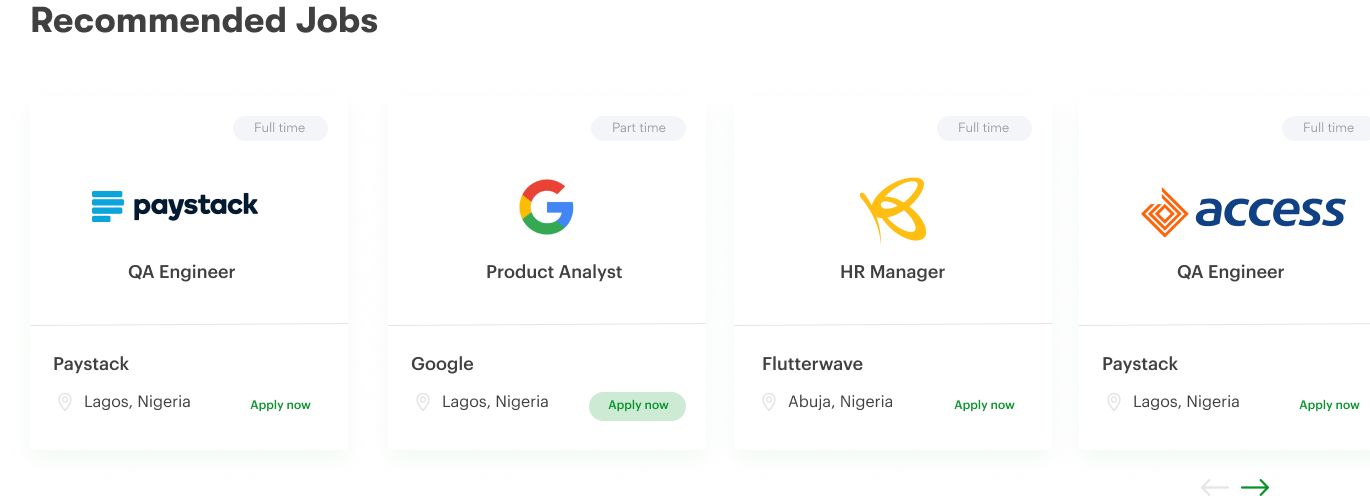 Recommended Jobs
Full time
paystack
QA Engineer
Paystack
Lagos, Nigeria
Apply now
Part time
G
Product Analyst
Google
Lagos, Nigeria
Apply now
Full time
HR Manager
Flutterwave
Abuja, Nigeria
Apply now
Full time
access
QA Engineer
Paystack
Lagos, Nigeria
Apply now